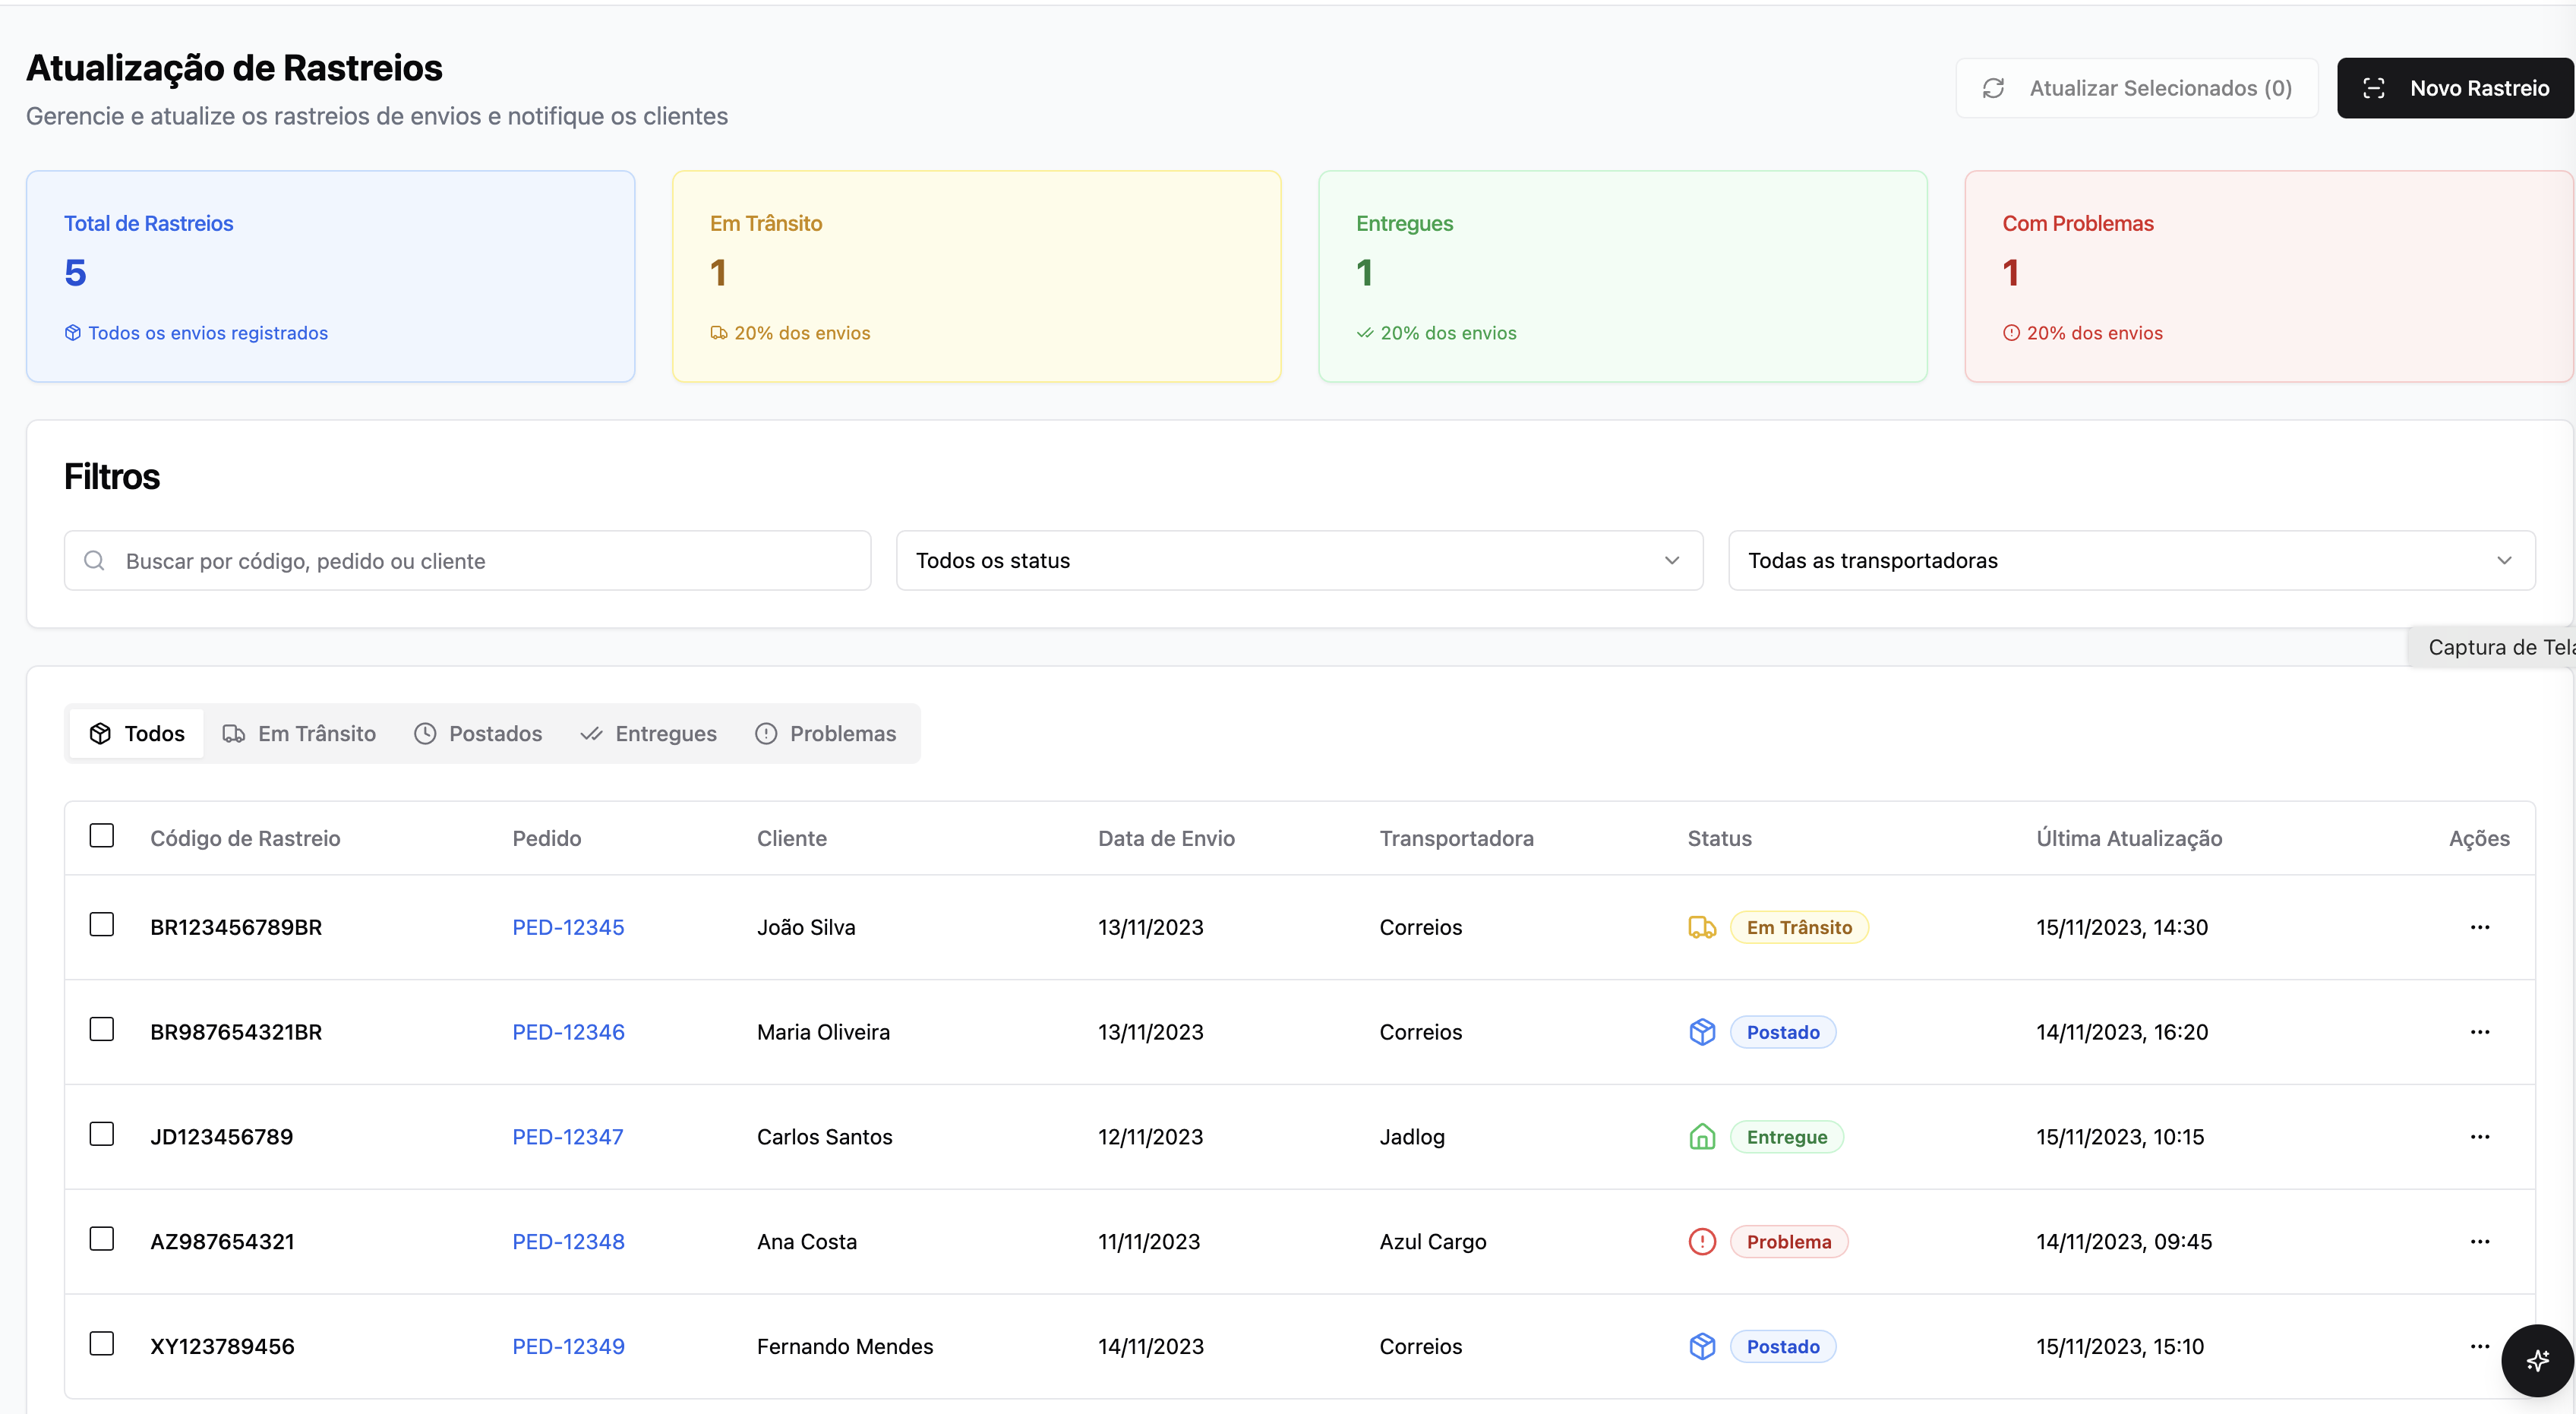 Atualização de Rastreios
Gerencie e atualize os rastreios de envios e notifique os clientes
Atualizar Selecionados (0)
Novo Rastreio
Total de Rastreios
5
Todos os envios registrados
Em Trânsito
1
20% dos envios
Entregues
1
20% dos envios
Com Problemas
1
20% dos envios
Filtros
Buscar por código, pedido ou cliente
Todos os status
Todas as transportadoras
Captura de Tela
Todos Em Trânsito Postados Entregues Problemas
Código de Rastreio Pedido Cliente Data de Envio Transportadora Status Última Atualização Ações
BR123456789BR PED-12345 João Silva 13/11/2023 Correios Em Trânsito 15/11/2023, 14:30
BR987654321BR PED-12346 Maria Oliveira 13/11/2023 Correios Postado 14/11/2023, 16:20
JD123456789 PED-12347 Carlos Santos 12/11/2023 Jadlog Entregue 15/11/2023, 10:15
AZ987654321 PED-12348 Ana Costa 11/11/2023 Azul Cargo Problema 14/11/2023, 09:45
XY123789456 PED-12349 Fernando Mendes 14/11/2023 Correios Postado 15/11/2023, 15:10